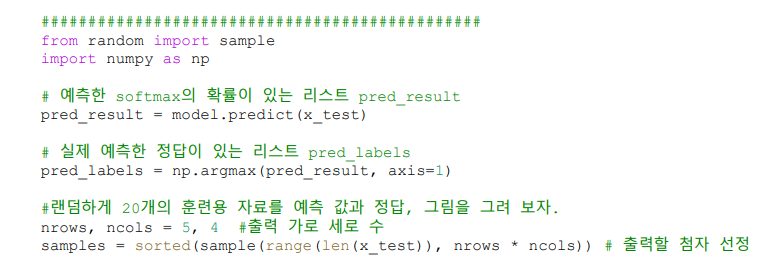 ###############################################
from random import sample
import numpy as np
# 예측한 softmax의 확률이 있는 리스트 pred_result
pred_result = model.predict(x_test)
# 실제 예측한 정답이 있는 리스트 pred_labels
pred_labels = np.argmax(pred_result, axis=1)
#랜덤하게 20개의 훈련용 자료를 예측 값과 정답, 그림을 그려 보자.
nrows, ncols = 5, 4  #출력 가로 세로 수
samples = sorted(sample(range(len(x_test)), nrows * ncols)) # 출력할 첨자 선정